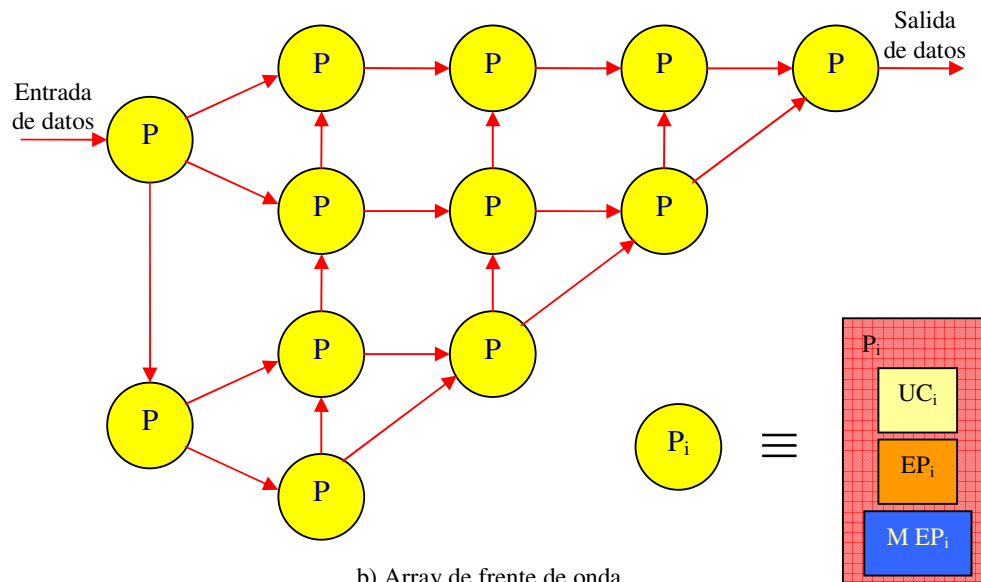 Salida
de datos
Entrada
de datos
P
P
P
P
P
P
P
P
P
P
P
P
Pᵢ
≡
Pᵢ
UCᵢ
EPᵢ
M EPᵢ
b) Array de frente de onda